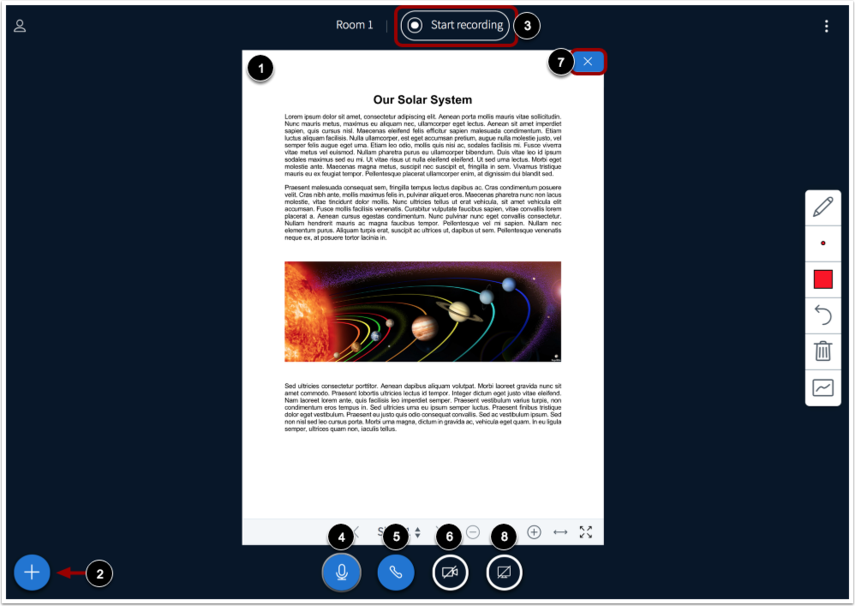 Room 1
Start recording
3
1
7
Our Solar System
Lorem ipsum dolor sit amet, consectetur adipiscing elit. Aenean porta mollis mauris vitae sollicitudin.
Nunc mauris metus, maximus eu aliquam nec, ullamcorper eget lectus. Aenean sit amet imperdiet
sapien, quis cursus nisl. Maecenas eleifend felis efficitur sapien malesuada condimentum. Etiam
luctus aliquam facilisis. Nulla ullamcorper, est eget accumsan pretium, augue nulla molestie justo, vel
semper felis augue eget urna. Etiam leo odio, mollis quis nisi ac, sodales facilisis mi. Fusce viverra
vitae metus vel euismod. Nullam pharetra purus eu ullamcorper bibendum. Duis vitae leo id ipsum
sodales maximus sed eu mi. Ut vitae risus ut nulla eleifend eleifend. Ut sed urna lectus. Morbi eget
molestie ante. Maecenas magna metus, suscipit nec suscipit et, fringilla in sem. Vivamus tristique
mauris eu ex feugiat tempor. Pellentesque placerat ullamcorper enim, at dignissim dui blandit sed.
Praesent malesuada consequat sem, fringilla tempus lectus dapibus ac. Cras condimentum posuere
velit. Cras nibh ante, mollis maximus felis in, pulvinar aliquet eros. Maecenas pharetra nunc non lacus
molestie, vitae tincidunt dolor mollis. Nunc ultricies tellus ut erat vehicula, sit amet vehicula elit
accumsan. Fusce mollis facilisis venenatis. Curabitur vulputate faucibus sapien, vitae convallis lorem
placerat a. Aenean cursus egestas condimentum. Nunc pulvinar nunc eget convallis consectetur.
Nullam hendrerit mauris ac magna faucibus tempor. Pellentesque vel mi sapien. Nullam nec
elementum purus. Aliquam turpis erat, suscipit ac ultrices ut, dapibus ut sem. Pellentesque venenatis
neque ex, at posuere tortor lacinia in.
Sed ultricies consectetur porttitor. Aenean dapibus aliquam volutpat. Morbi laoreet gravida nunc sit
amet commodo. Praesent lobortis ultricies lectus id tempor. Integer dictum eget justo vitae eleifend.
Nam laoreet lorem ante, quis facilisis leo imperdiet semper. Praesent vestibulum varius turpis, non
condimentum eros tempus in. Sed ultricies urna eu ipsum semper luctus. Praesent finibus tristique
dolor eget vestibulum. Praesent eu justo quis odio consequat convallis. Sed ac vestibulum ipsum. Sed
non nisl sed leo cursus porta. Morbi urna magna, dictum in gravida ac, vehicula eget quam. In eu ligula
semper, ultrices quam non, iaculis tellus.
4
5
6
8
2